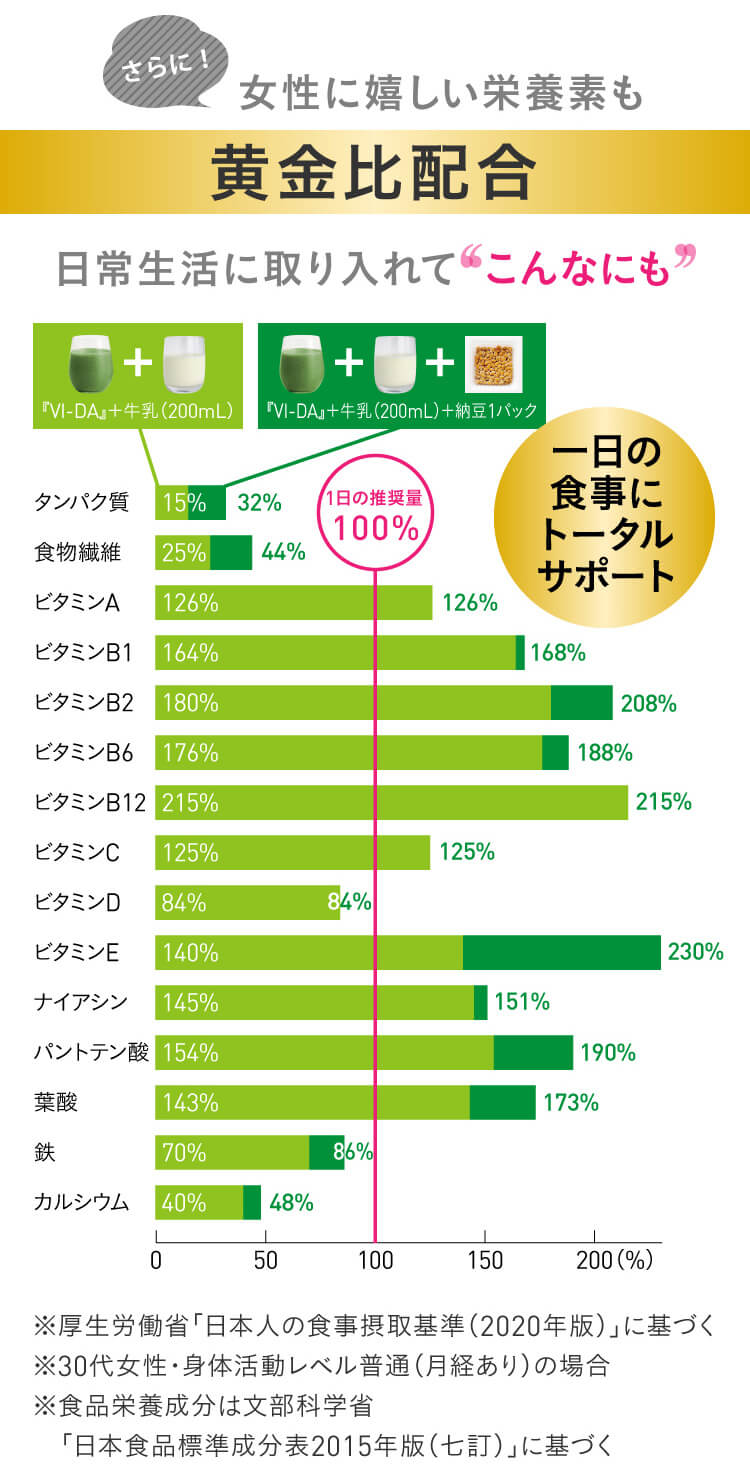 さらに！
女性に嬉しい栄養素も
黄金比配合
日常生活に取り入れて“こんなにも”
『VI-DA』＋牛乳（200mL）
『VI-DA』＋牛乳（200mL）＋納豆1パック
一日の
食事に
トータル
サポート
1日の推奨量
100%
タンパク質 15% 32%
食物繊維 25% 44%
ビタミンA 126% 126%
ビタミンB1 164% 168%
ビタミンB2 180% 208%
ビタミンB6 176% 188%
ビタミンB12 215% 215%
ビタミンC 125% 125%
ビタミンD 84% 84%
ビタミンE 140% 230%
ナイアシン 145% 151%
パントテン酸 154% 190%
葉酸 143% 173%
鉄 70% 86%
カルシウム 40% 48%
0 50 100 150 200（%）
※厚生労働省「日本人の食事摂取基準（2020年版）」に基づく
※30代女性・身体活動レベル普通（月経あり）の場合
※食品栄養成分は文部科学省
「日本食品標準成分表2015年版（七訂）」に基づく